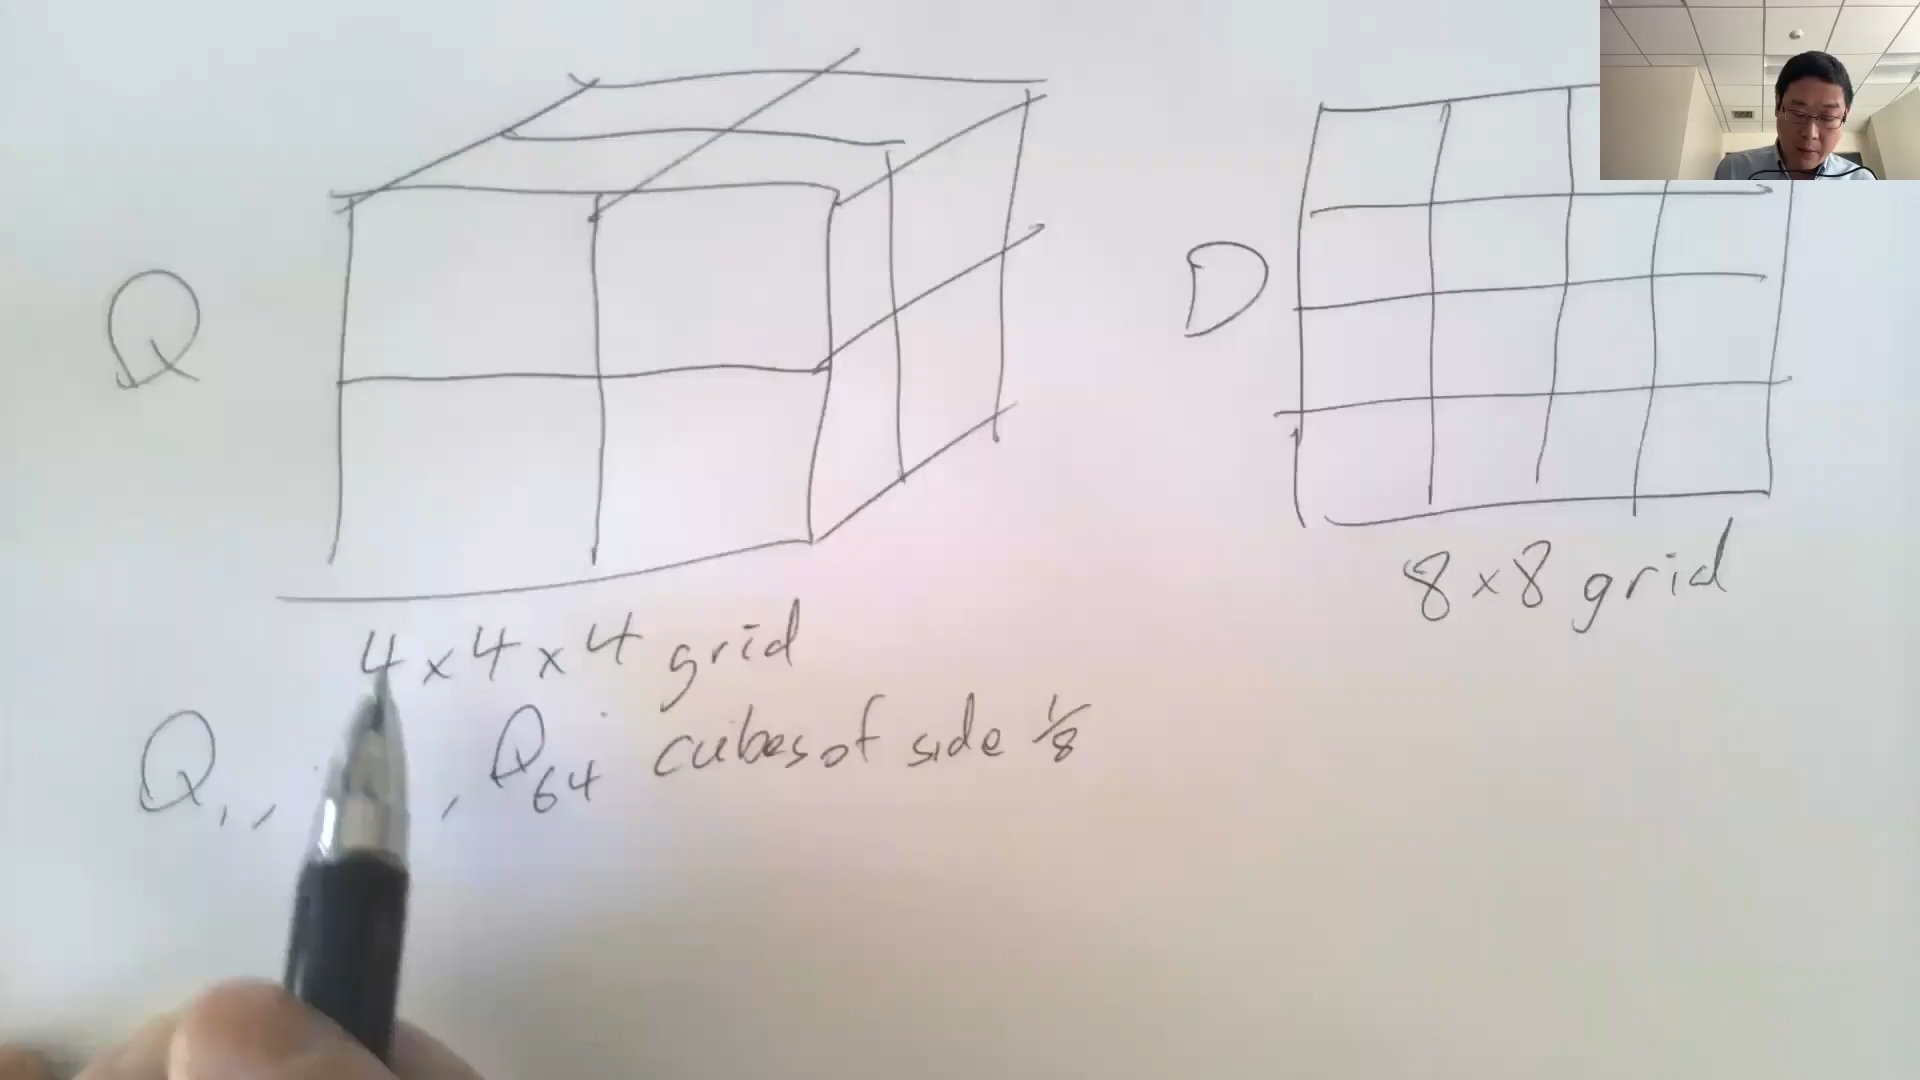 Q
D
8×8 grid
4×4×4 grid
Q1, , Q64 cubes of side 1/8